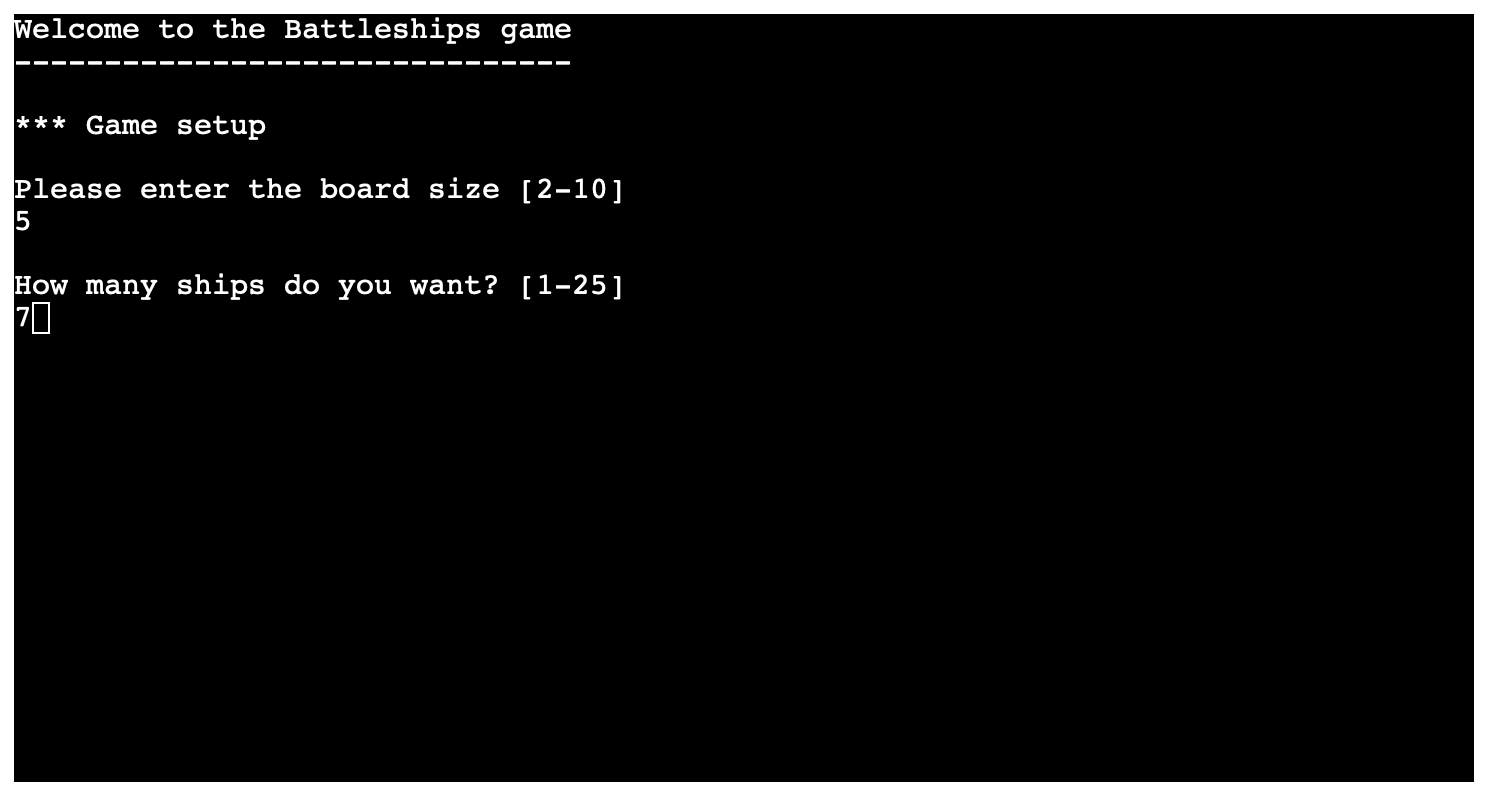 Welcome to the Battleships game
-------------------------------
*** Game setup
Please enter the board size [2-10]
5
How many ships do you want? [1-25]
7